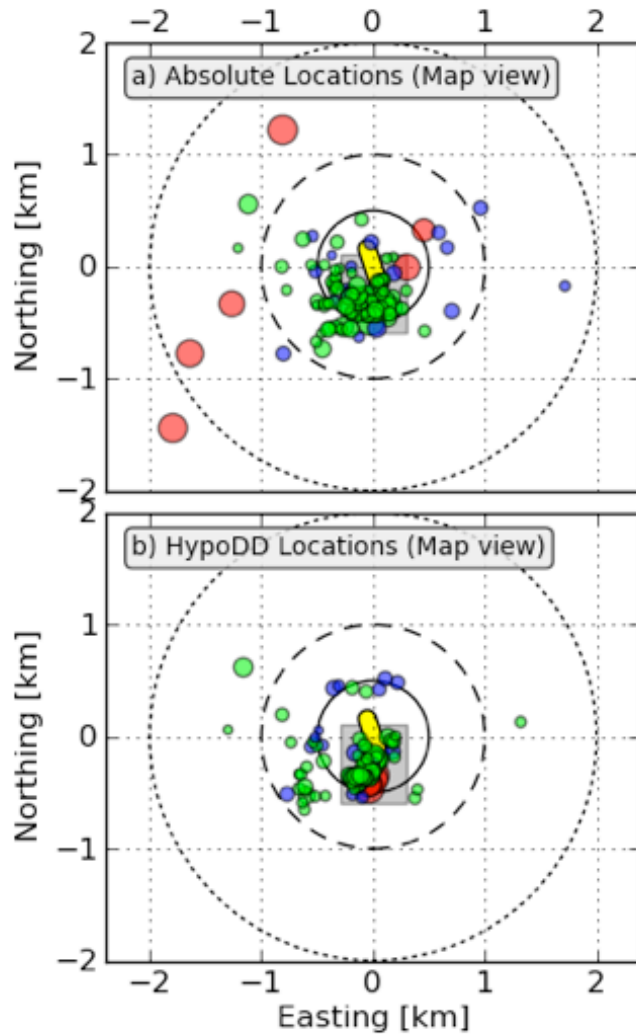 −2 −1 0 1 2
a) Absolute Locations (Map view)
2
1
0
−1
−2
Northing [km]
b) HypoDD Locations (Map view)
2
1
0
−1
−2
Northing [km]
−2 −1 0 1 2
Easting [km]